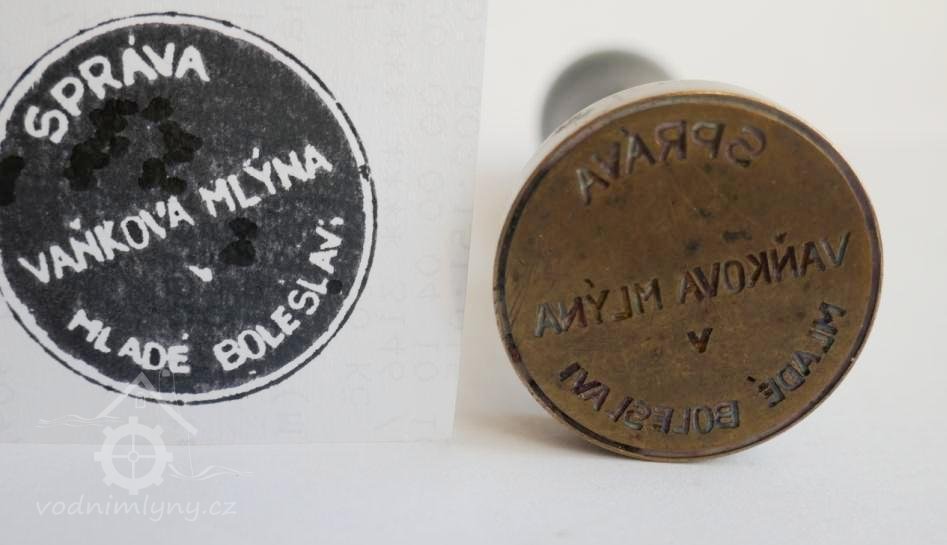 SPRÁVA
VAŇKOVA MLÝNA
V
MLADÉ BOLESLAVI
SPRÁVA
VAŇKOVA MLÝNA
V
MLADÉ BOLESLAVI
vodnimlyny.cz